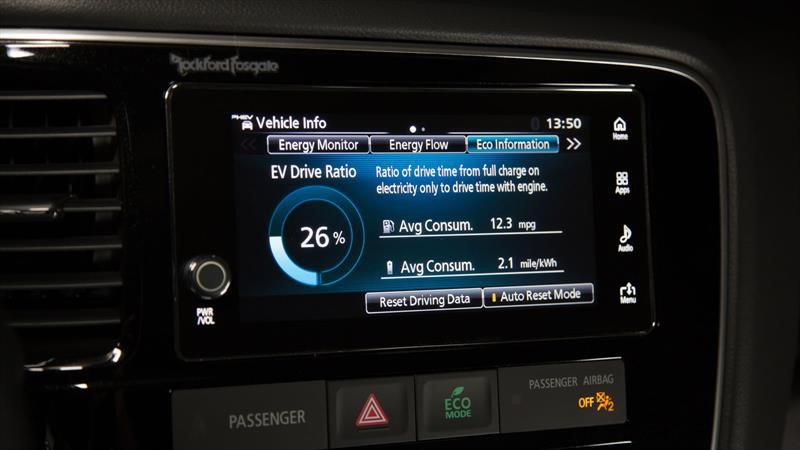 Rockford Fosgate
PHEV
Vehicle Info
13:50
Energy Monitor
Energy Flow
Eco Information
EV Drive Ratio
Ratio of drive time from full charge on
electricity only to drive time with engine.
26 %
Avg Consum. 12.3 mpg
Avg Consum. 2.1 mile/kWh
Reset Driving Data
Auto Reset Mode
Home
Apps
Audio
Menu
PWR
/VOL
PASSENGER
ECO
MODE
PASSENGER AIRBAG
OFF
2